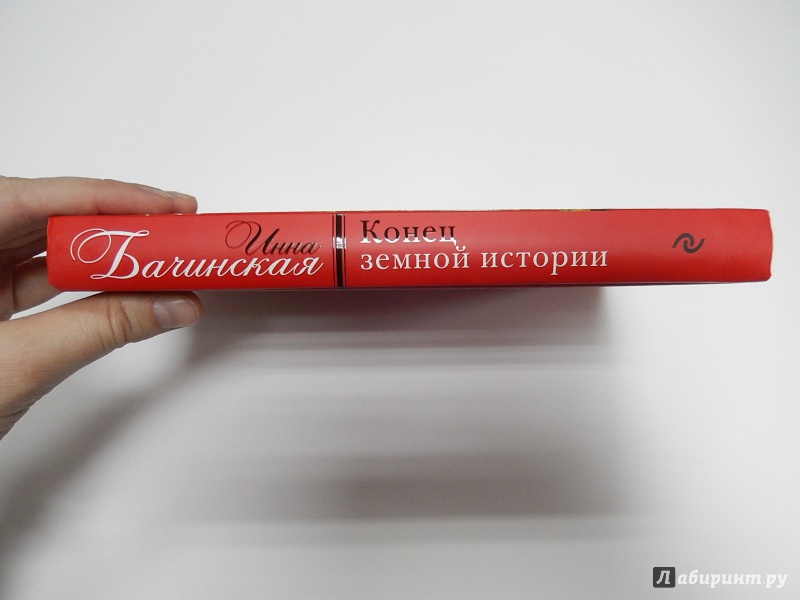 Инна
Бачинская
Конец
земной истории
Лабиринт.ру